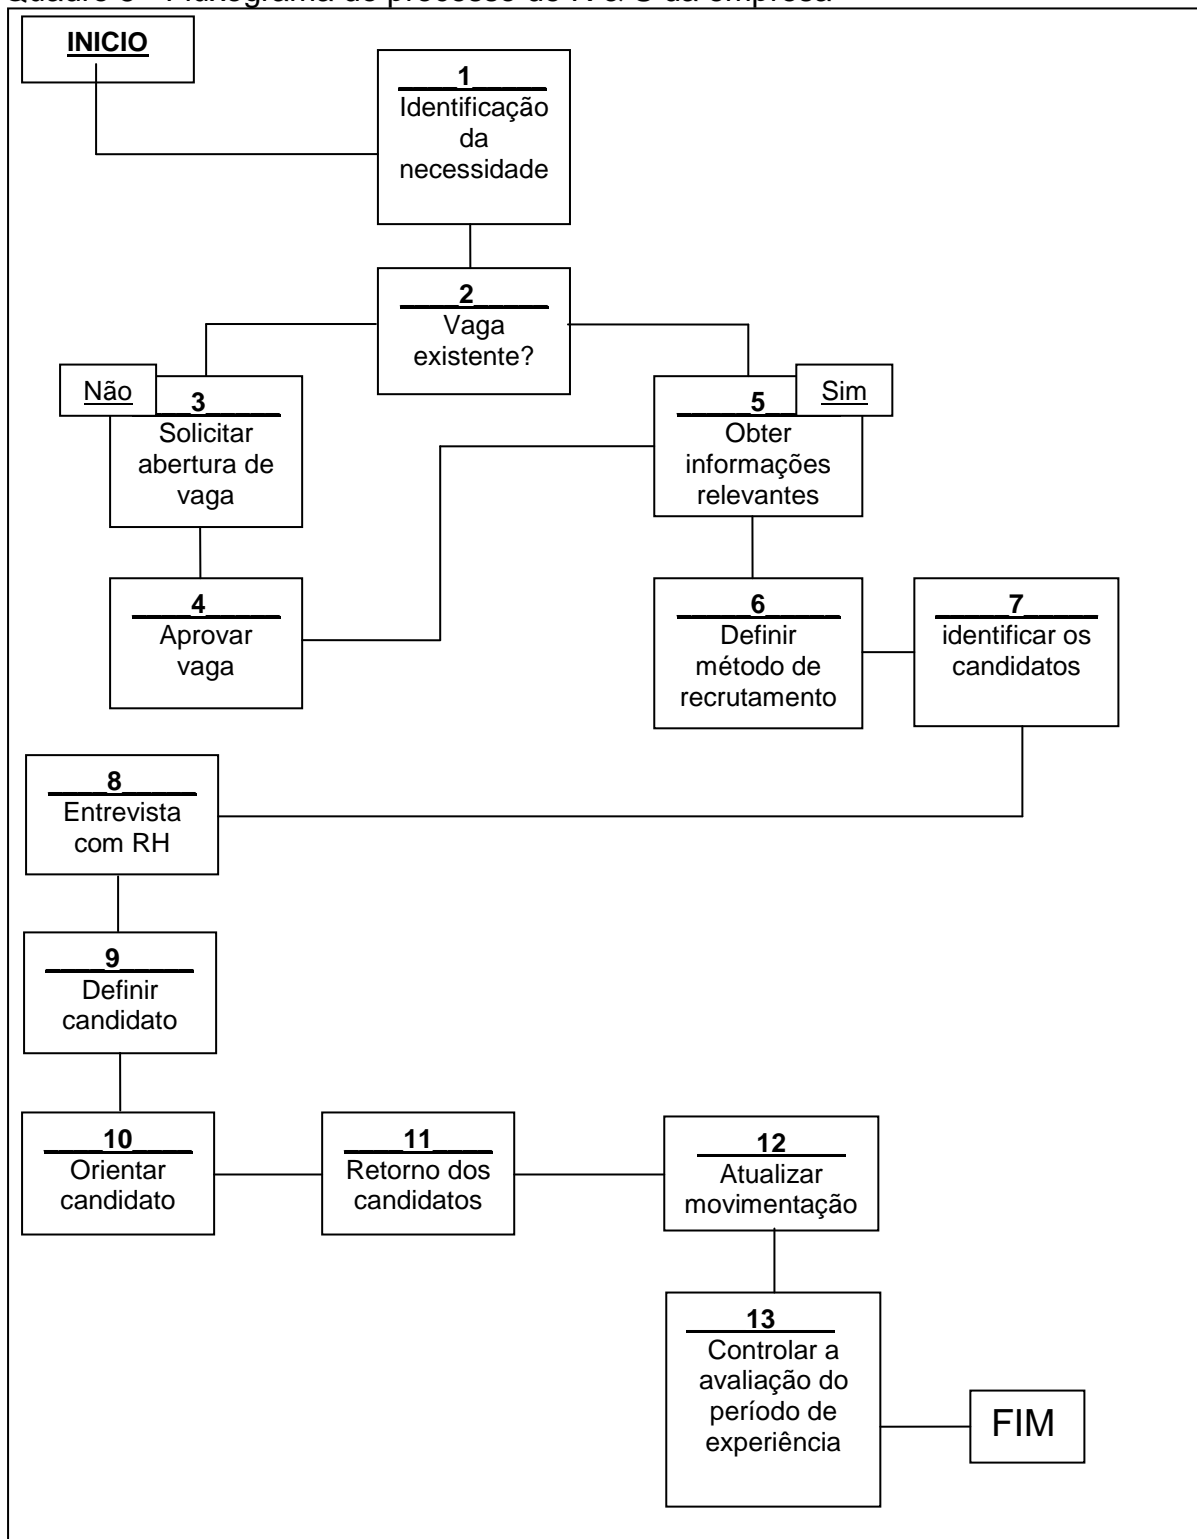 INICIO
1
Identificação
da
necessidade
2
Vaga
existente?
Não
3
Solicitar
abertura de
vaga
Sim
5
Obter
informações
relevantes
4
Aprovar
vaga
6
Definir
método de
recrutamento
7
identificar os
candidatos
8
Entrevista
com RH
9
Definir
candidato
10
Orientar
candidato
11
Retorno dos
candidatos
12
Atualizar
movimentação
13
Controlar a
avaliação do
período de
experiência
FIM